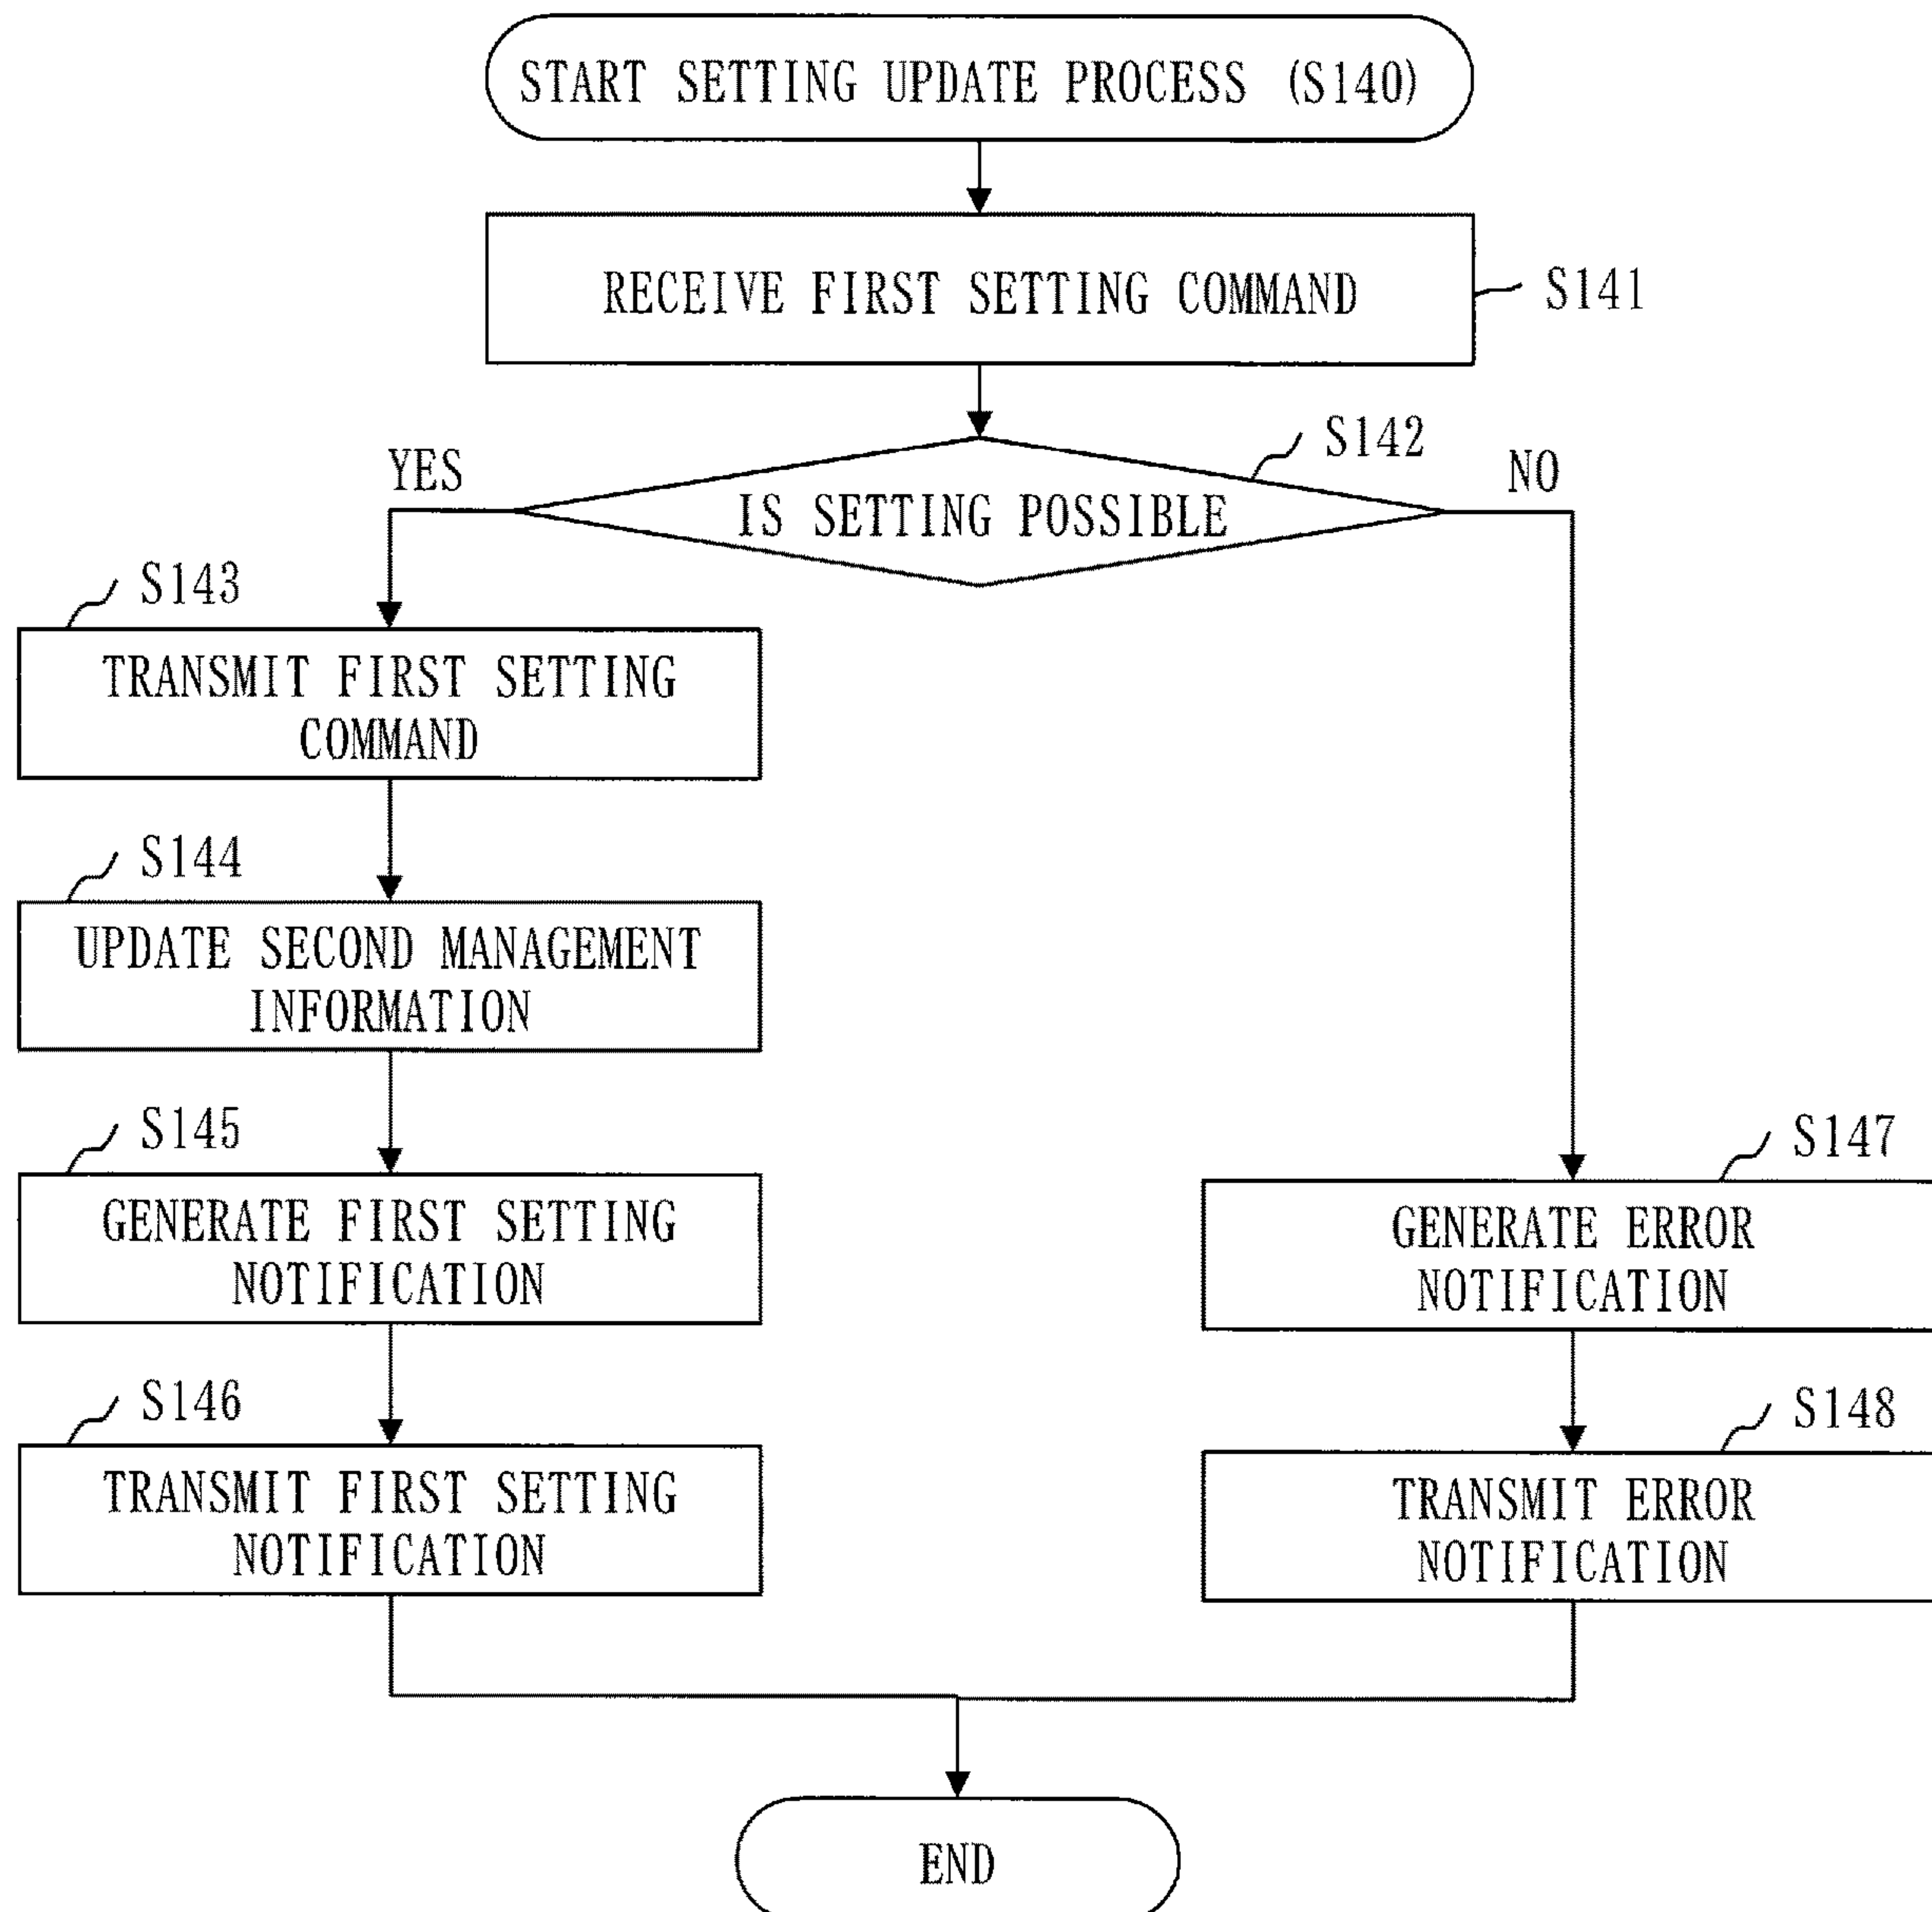 START SETTING UPDATE PROCESS (S140)
RECEIVE FIRST SETTING COMMAND
S141
S142
YES
NO
IS SETTING POSSIBLE
S143
TRANSMIT FIRST SETTING
COMMAND
S144
UPDATE SECOND MANAGEMENT
INFORMATION
S145
GENERATE FIRST SETTING
NOTIFICATION
S146
TRANSMIT FIRST SETTING
NOTIFICATION
S147
GENERATE ERROR
NOTIFICATION
S148
TRANSMIT ERROR
NOTIFICATION
END